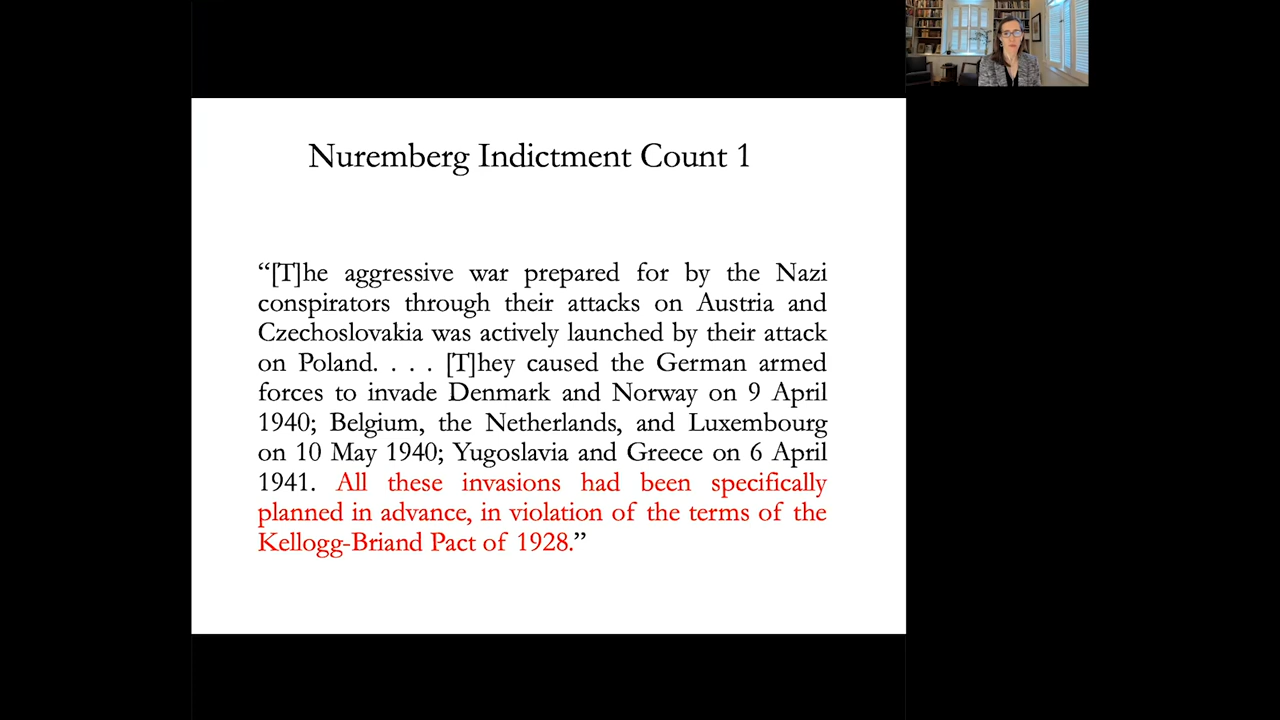 Nuremberg Indictment Count 1
“[T]he aggressive war prepared for by the Nazi
conspirators through their attacks on Austria and
Czechoslovakia was actively launched by their attack
on Poland. . . . [T]hey caused the German armed
forces to invade Denmark and Norway on 9 April
1940; Belgium, the Netherlands, and Luxembourg
on 10 May 1940; Yugoslavia and Greece on 6 April
1941. All these invasions had been specifically
planned in advance, in violation of the terms of the
Kellogg-Briand Pact of 1928.”